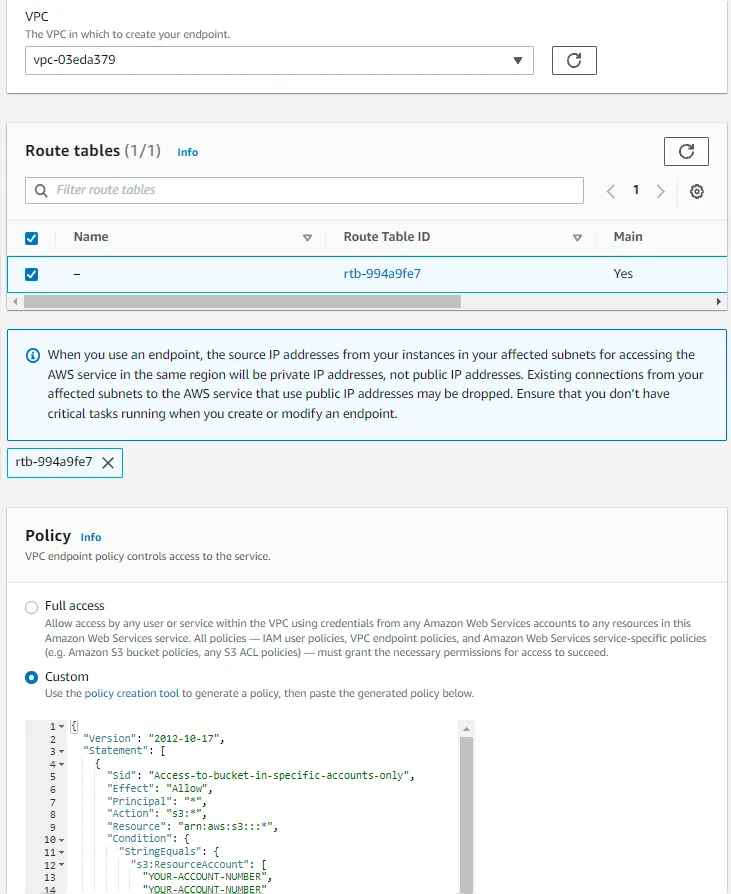 VPC
The VPC in which to create your endpoint.
vpc-03eda379
Route tables (1/1) Info
Filter route tables
1
Name Route Table ID Main
– rtb-994a9fe7 Yes
When you use an endpoint, the source IP addresses from your instances in your affected subnets for accessing the
AWS service in the same region will be private IP addresses, not public IP addresses. Existing connections from your
affected subnets to the AWS service that use public IP addresses may be dropped. Ensure that you don't have
critical tasks running when you create or modify an endpoint.
rtb-994a9fe7
Policy Info
VPC endpoint policy controls access to the service.
Full access
Allow access by any user or service within the VPC using credentials from any Amazon Web Services accounts to any resources in this
Amazon Web Services service. All policies — IAM user policies, VPC endpoint policies, and Amazon Web Services service-specific policies
(e.g. Amazon S3 bucket policies, any S3 ACL policies) — must grant the necessary permissions for access to succeed.
Custom
Use the policy creation tool to generate a policy, then paste the generated policy below.
1 {
2 "Version": "2012-10-17",
3 "Statement": [
4 {
5 "Sid": "Access-to-bucket-in-specific-accounts-only",
6 "Effect": "Allow",
7 "Principal": "*",
8 "Action": "s3:*",
9 "Resource": "arn:aws:s3:::*",
10 "Condition": {
11 "StringEquals": {
12 "s3:ResourceAccount": [
13 "YOUR-ACCOUNT-NUMBER",
14 "YOUR-ACCOUNT-NUMBER"